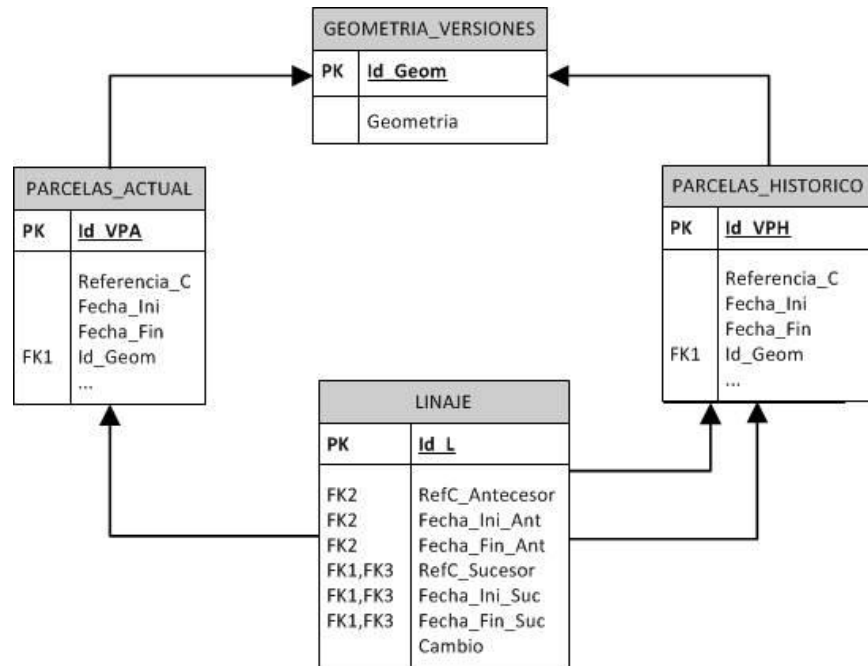 GEOMETRIA_VERSIONES
PK Id_Geom
Geometria
PARCELAS_ACTUAL
PK Id_VPA
Referencia_C
Fecha_Ini
Fecha_Fin
FK1 Id_Geom
...
PARCELAS_HISTORICO
PK Id_VPH
Referencia_C
Fecha_Ini
Fecha_Fin
FK1 Id_Geom
...
LINAJE
PK Id_L
FK2 RefC_Antecesor
FK2 Fecha_Ini_Ant
FK2 Fecha_Fin_Ant
FK1,FK3 RefC_Sucesor
FK1,FK3 Fecha_Ini_Suc
FK1,FK3 Fecha_Fin_Suc
Cambio